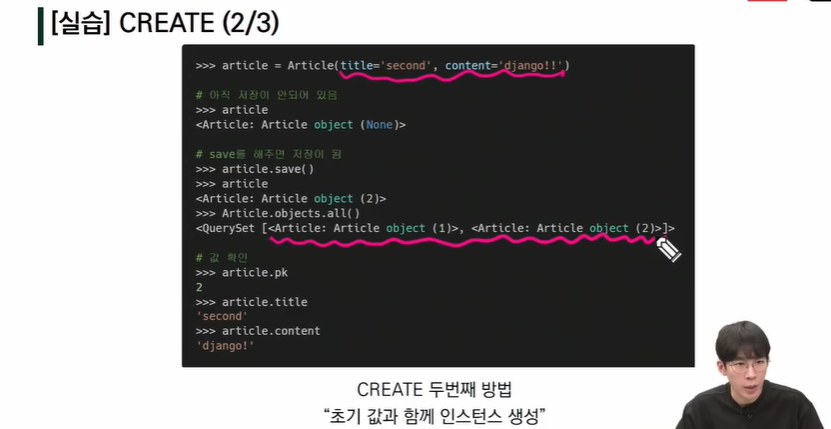 [실습] CREATE (2/3)
>>> article = Article(title='second', content='django!!')
# 아직 저장이 안되어 있음
>>> article
<Article: Article object (None)>
# save를 해주면 저장이 됨
>>> article.save()
>>> article
<Article: Article object (2)>
>>> Article.objects.all()
<QuerySet [<Article: Article object (1)>, <Article: Article object (2)>]>
# 값 확인
>>> article.pk
2
>>> article.title
'second'
>>> article.content
'django!'
CREATE 두번째 방법
“초기 값과 함께 인스턴스 생성”